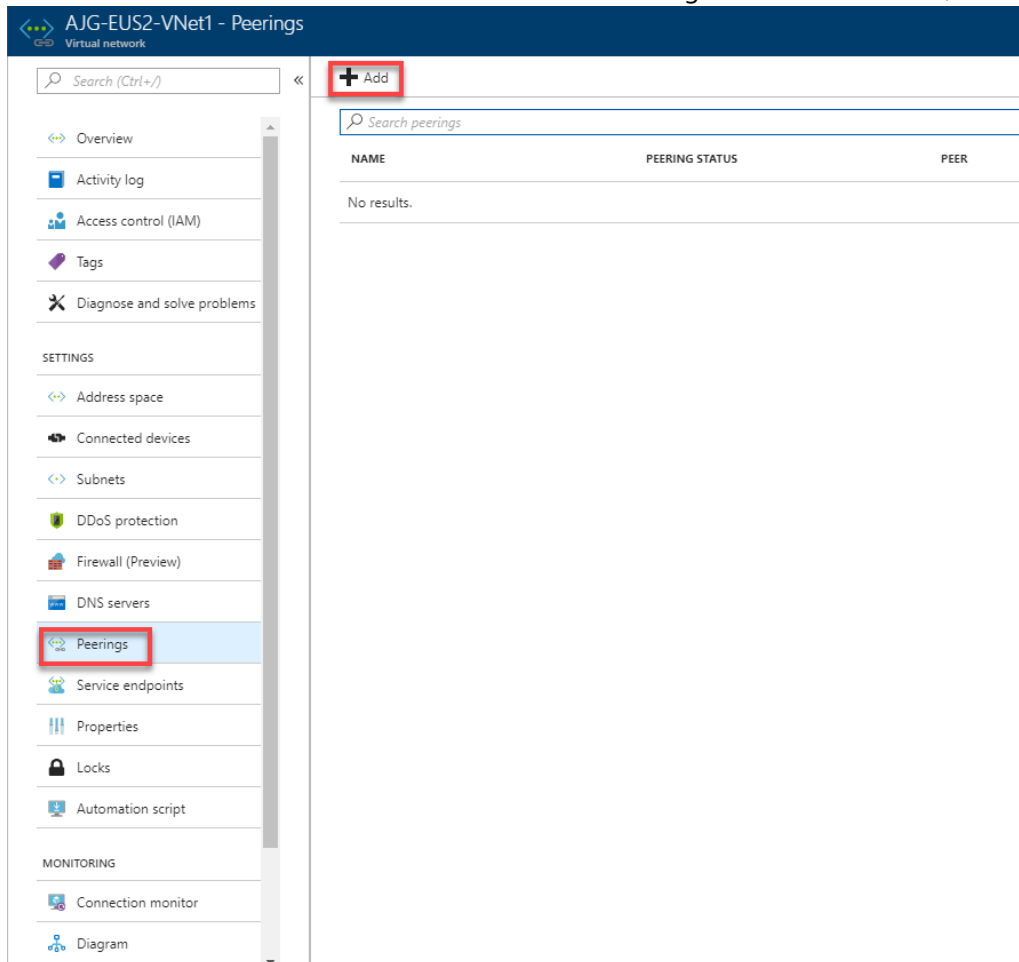 AJG-EUS2-VNet1 - Peerings
Virtual network
Search (Ctrl+/)
«
Add
Search peerings
NAME PEERING STATUS PEER
No results.
Overview
Activity log
Access control (IAM)
Tags
Diagnose and solve problems
SETTINGS
Address space
Connected devices
Subnets
DDoS protection
Firewall (Preview)
DNS servers
Peerings
Service endpoints
Properties
Locks
Automation script
MONITORING
Connection monitor
Diagram